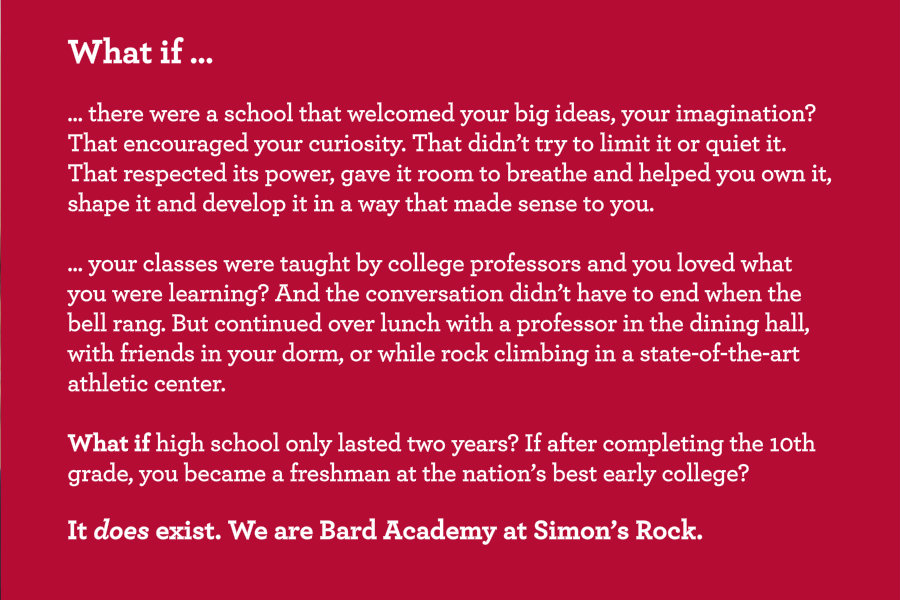 What if ...
... there were a school that welcomed your big ideas, your imagination?
That encouraged your curiosity. That didn’t try to limit it or quiet it.
That respected its power, gave it room to breathe and helped you own it,
shape it and develop it in a way that made sense to you.
... your classes were taught by college professors and you loved what
you were learning? And the conversation didn’t have to end when the
bell rang. But continued over lunch with a professor in the dining hall,
with friends in your dorm, or while rock climbing in a state-of-the-art
athletic center.
What if high school only lasted two years? If after completing the 10th
grade, you became a freshman at the nation’s best early college?
It does exist. We are Bard Academy at Simon’s Rock.